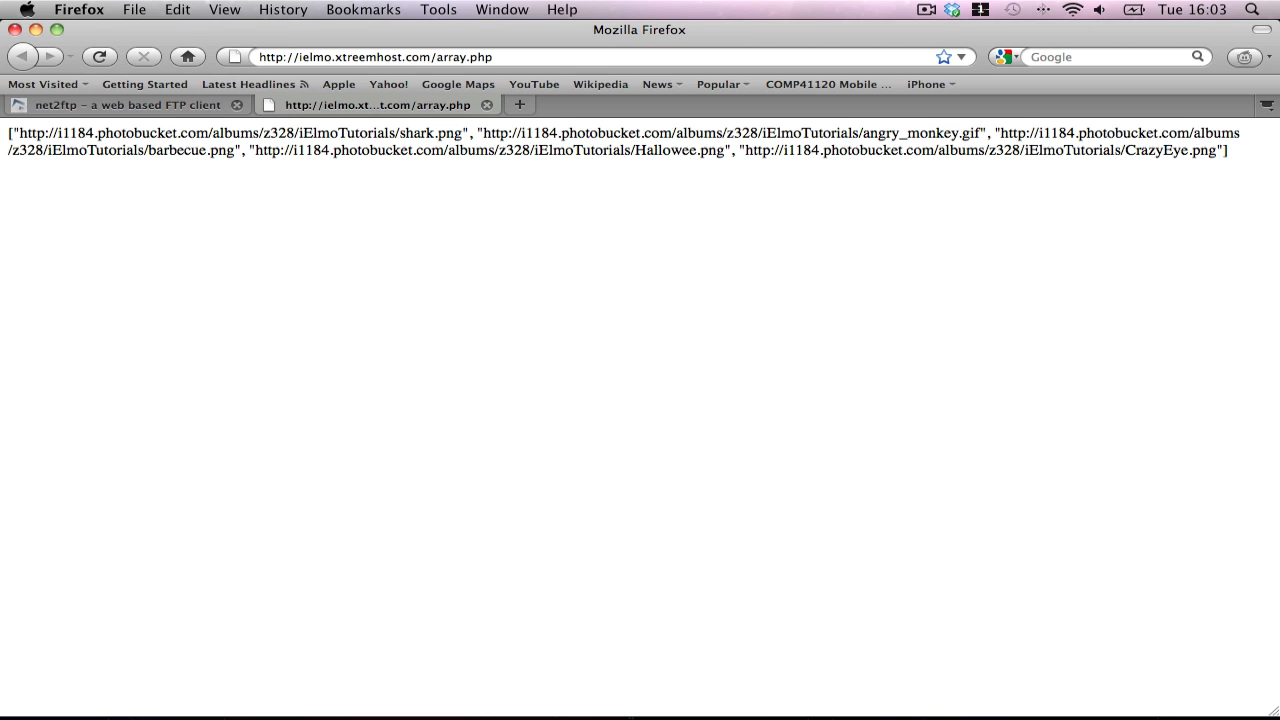 Firefox File Edit View History Bookmarks Tools Window Help 1 Tue 16:03
Mozilla Firefox
http://ielmo.xtreemhost.com/array.php Google
Most Visited Getting Started Latest Headlines Apple Yahoo! Google Maps YouTube Wikipedia News Popular COMP41120 Mobile ... iPhone
net2ftp - a web based FTP client http://ielmo.xt...t.com/array.php
["http://i1184.photobucket.com/albums/z328/iElmoTutorials/shark.png", "http://i1184.photobucket.com/albums/z328/iElmoTutorials/angry_monkey.gif", "http://i1184.photobucket.com/albums
/z328/iElmoTutorials/barbecue.png", "http://i1184.photobucket.com/albums/z328/iElmoTutorials/Hallowee.png", "http://i1184.photobucket.com/albums/z328/iElmoTutorials/CrazyEye.png"]